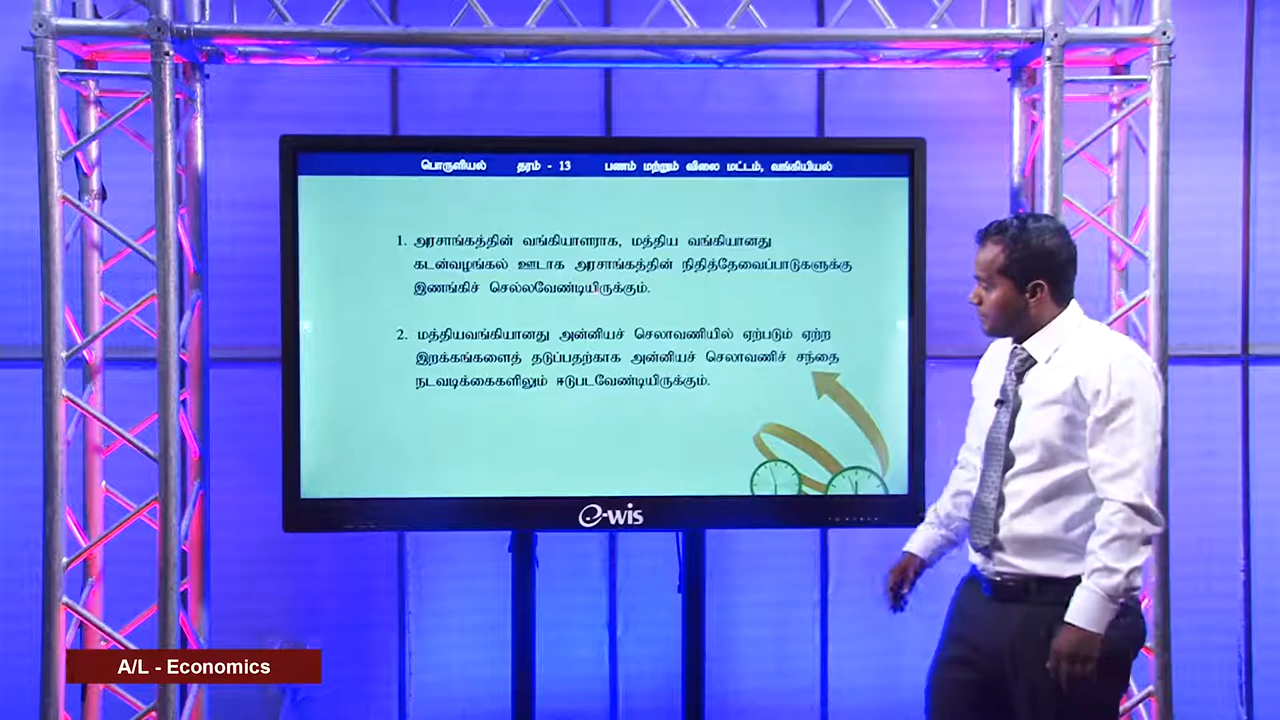 பொருளியல் தரம் - 13 பணம் மற்றும் விலை மட்டம், வங்கியியல்
1. அரசாங்கத்தின் வங்கியாளராக, மத்திய வங்கியானது
கடன்வழங்கல் ஊடாக அரசாங்கத்தின் நிதித்தேவைப்பாடுகளுக்கு
இணங்கிச் செல்லவேண்டியிருக்கும்.
2. மத்தியவங்கியானது அன்னியச் செலாவணியில் ஏற்படும் ஏற்ற
இறக்கங்களைத் தடுப்பதற்காக அன்னியச் செலாவணிச் சந்தை
நடவடிக்கைகளிலும் ஈடுபடவேண்டியிருக்கும்.
e-wis
A/L - Economics